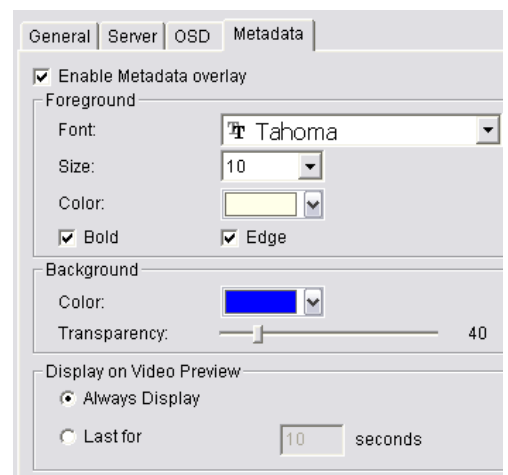 General Server OSD Metadata
Enable Metadata overlay
Foreground
Font: Tahoma
Size: 10
Color:
Bold Edge
Background
Color:
Transparency: 40
Display on Video Preview
Always Display
Last for 10 seconds